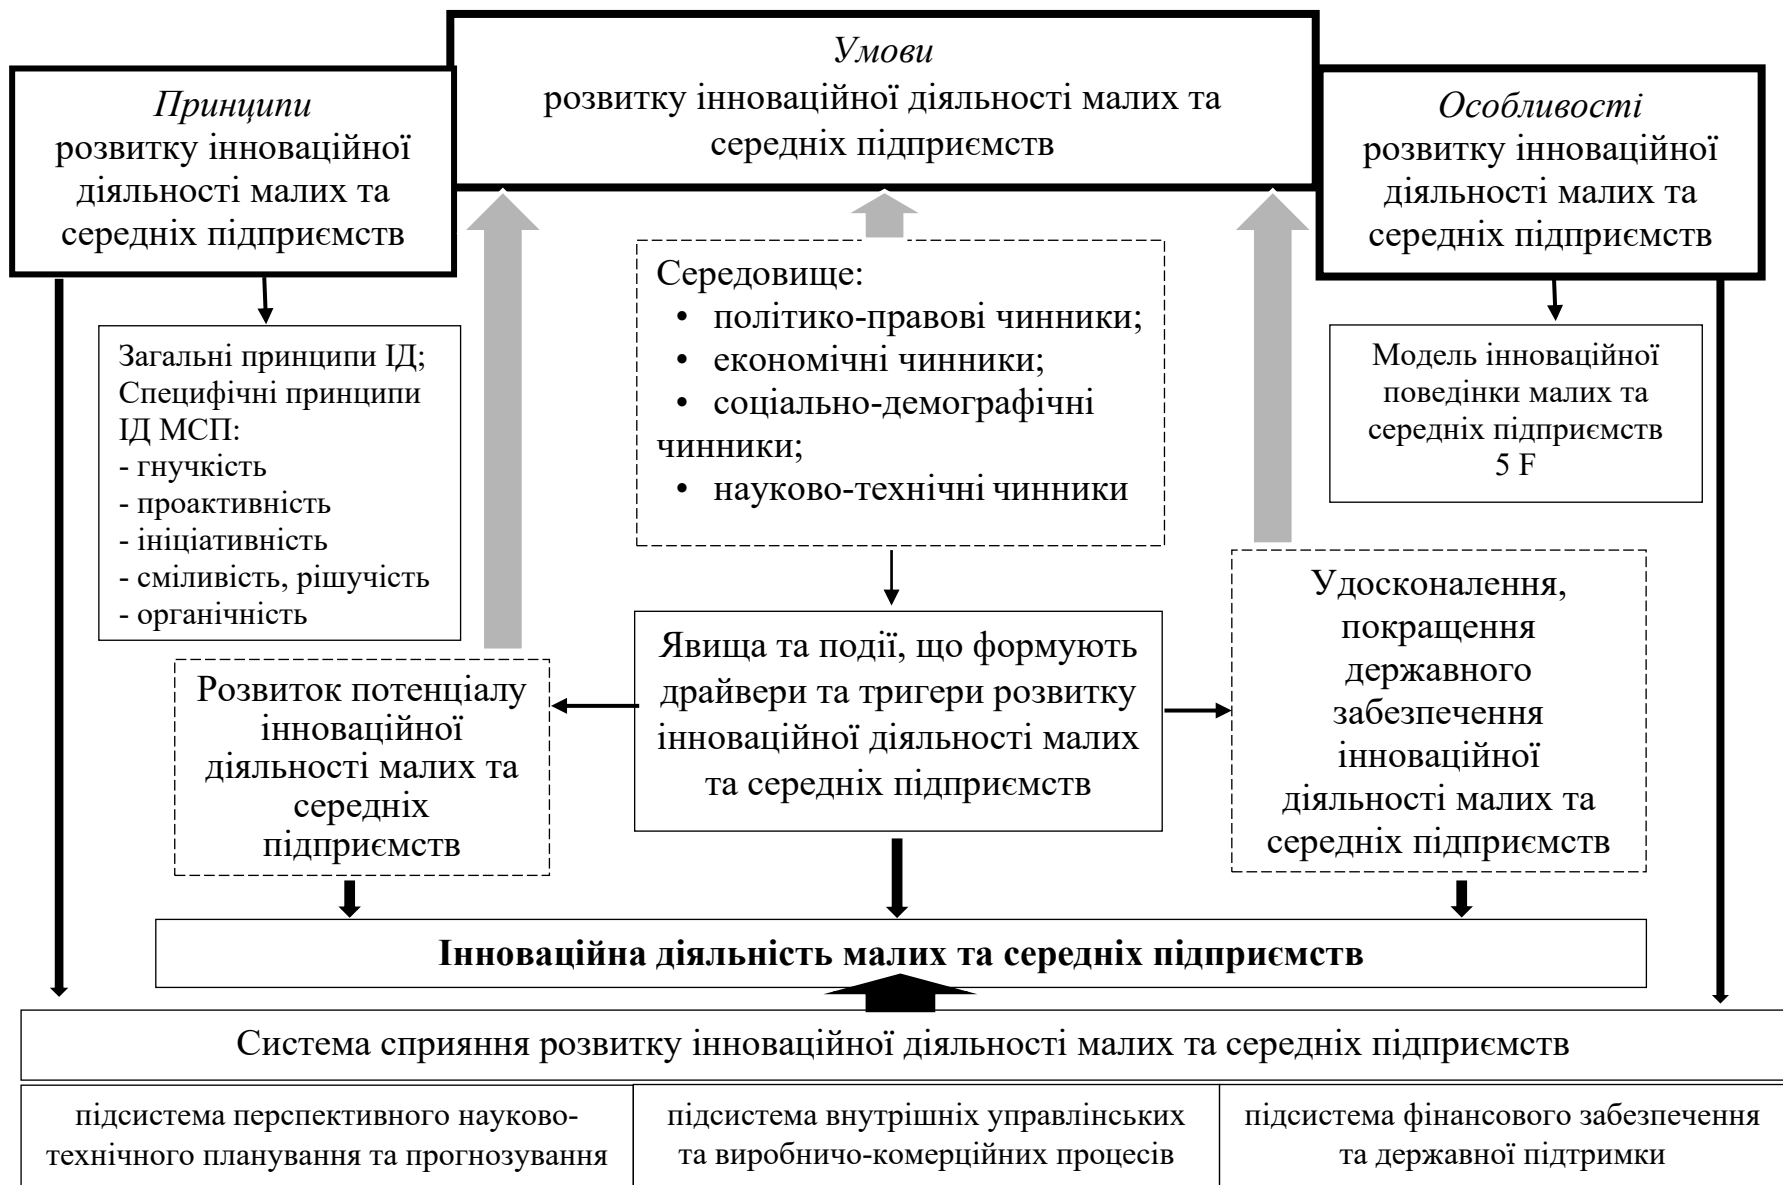 Умови
розвитку інноваційної діяльності малих та
середніх підприємств
Принципи
розвитку інноваційної
діяльності малих та
середніх підприємств
Особливості
розвитку інноваційної
діяльності малих та
середніх підприємств
Загальні принципи ІД;
Специфічні принципи
ІД МСП:
- гнучкість
- проактивність
- ініціативність
- сміливість, рішучість
- органічність
Середовище:
• політико-правові чинники;
• економічні чинники;
• соціально-демографічні
чинники;
• науково-технічні чинники
Модель інноваційної
поведінки малих та
середніх підприємств
5 F
Розвиток потенціалу
інноваційної
діяльності малих та
середніх
підприємств
Явища та події, що формують
драйвери та тригери розвитку
інноваційної діяльності малих
та середніх підприємств
Удосконалення,
покращення
державного
забезпечення
інноваційної
діяльності малих та
середніх підприємств
Інноваційна діяльність малих та середніх підприємств
Система сприяння розвитку інноваційної діяльності малих та середніх підприємств
підсистема перспективного науково-
технічного планування та прогнозування
підсистема внутрішніх управлінських
та виробничо-комерційних процесів
підсистема фінансового забезпечення
та державної підтримки